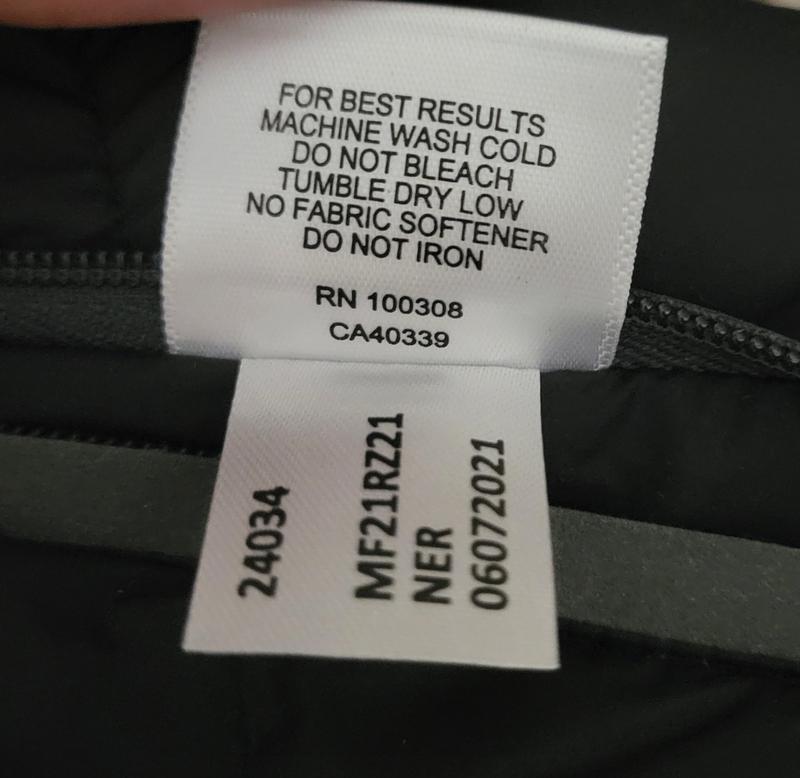 FOR BEST RESULTS
MACHINE WASH COLD
DO NOT BLEACH
TUMBLE DRY LOW
NO FABRIC SOFTENER
DO NOT IRON
RN 100308
CA40339
24034
MF21RZ21
NER
06072021